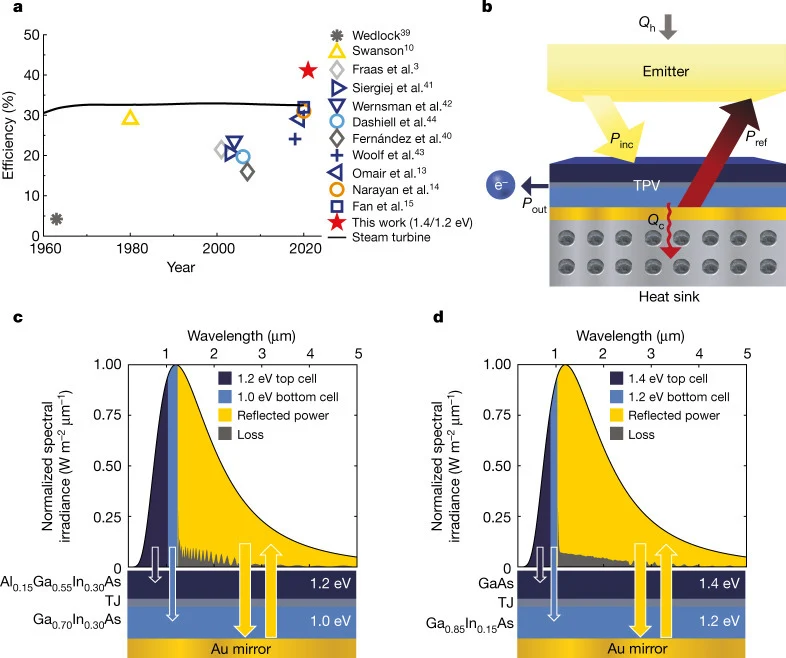 a
50
40
30
20
10
0
Efficiency (%)
1960
1980
2000
2020
Year
Wedlock39
Swanson10
Fraas et al.3
Siergiej et al.41
Wernsman et al.42
Dashiell et al.44
Fernández et al.40
Woolf et al.43
Omair et al.13
Narayan et al.14
Fan et al.15
This work (1.4/1.2 eV)
Steam turbine
b
Qh
Emitter
Pinc
Pref
TPV
e–
Pout
Qc
Heat sink
c
Wavelength (μm)
1 2 3 4 5
1.00
0.75
0.50
0.25
0
Normalized spectral
irradiance (W m–2 μm–1)
1.2 eV top cell
1.0 eV bottom cell
Reflected power
Loss
Al0.15Ga0.55In0.30As
1.2 eV
TJ
Ga0.70In0.30As
1.0 eV
Au mirror
d
Wavelength (μm)
1 2 3 4 5
1.00
0.75
0.50
0.25
0
Normalized spectral
irradiance (W m–2 μm–1)
1.4 eV top cell
1.2 eV bottom cell
Reflected power
Loss
GaAs
1.4 eV
TJ
Ga0.85In0.15As
1.2 eV
Au mirror